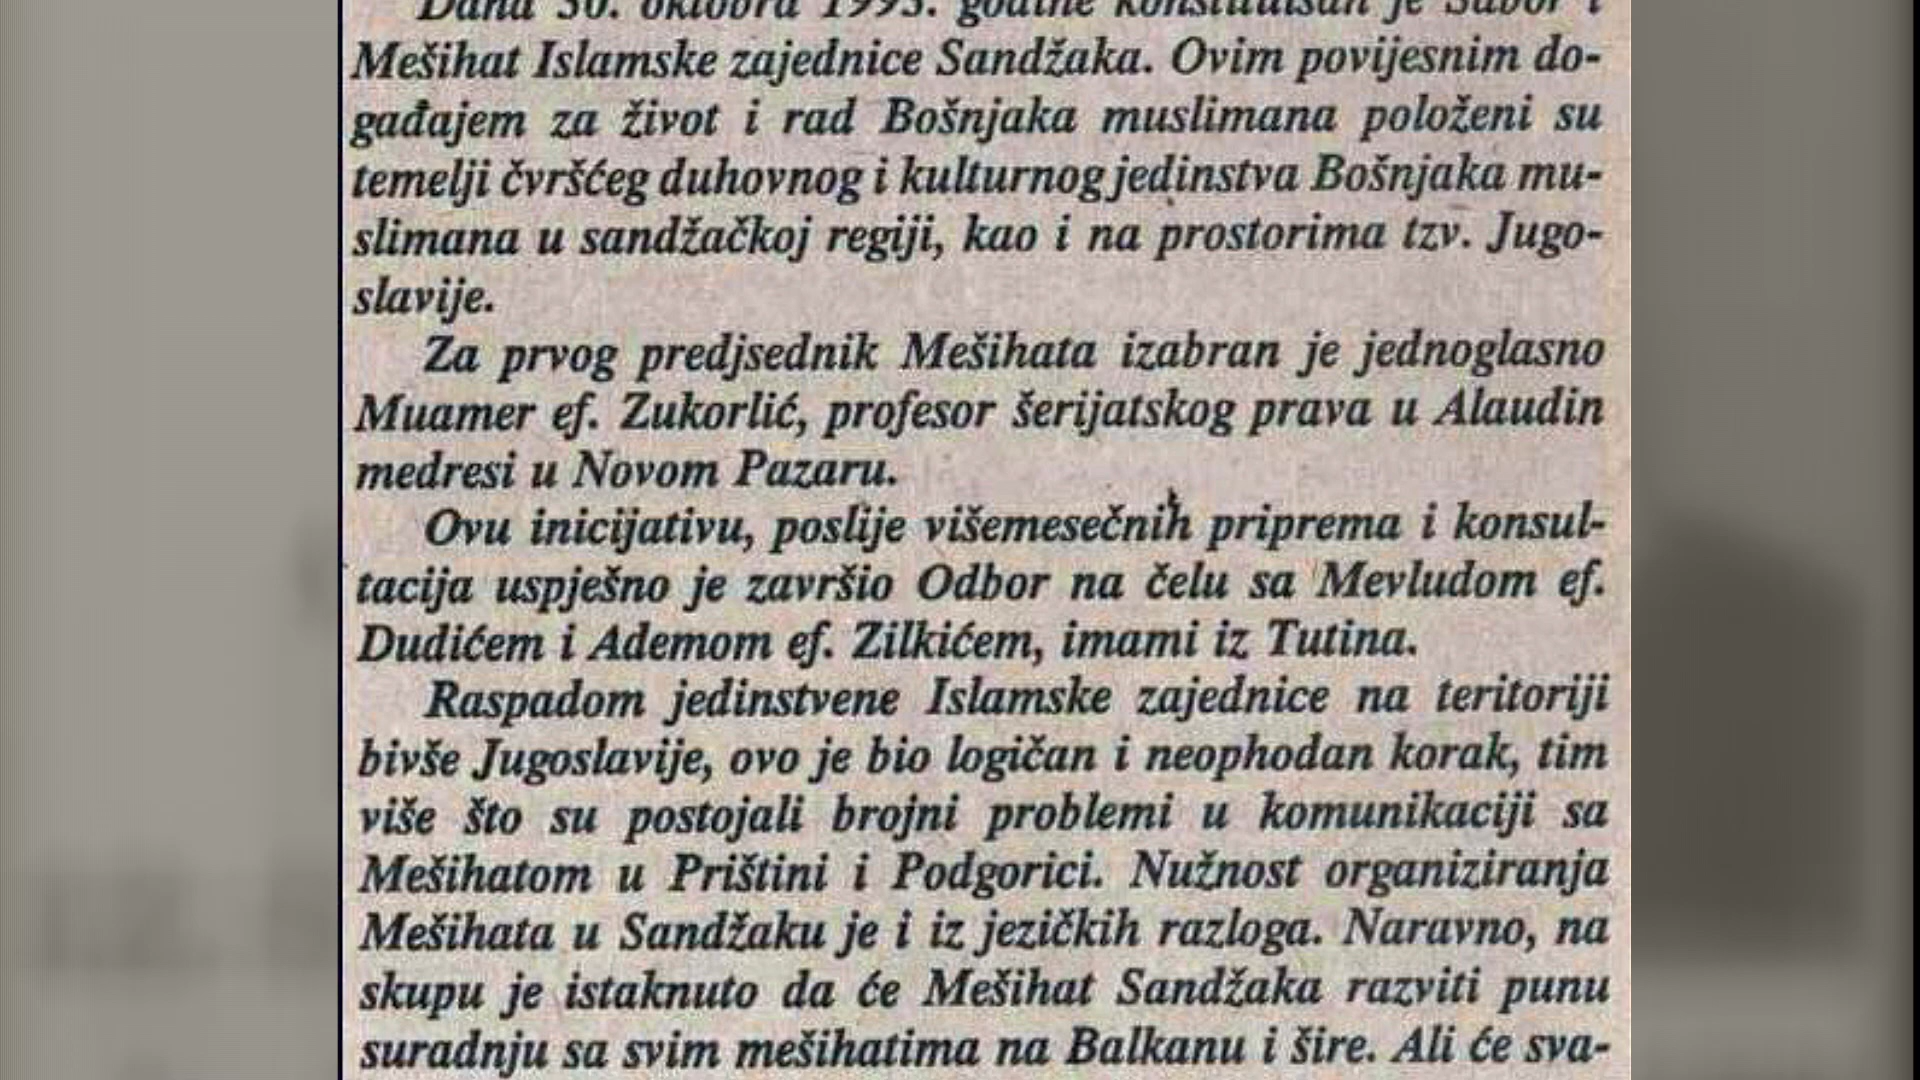 Dana 30. oktobra 1993. godine konstituisan je Sabor i
Mešihat Islamske zajednice Sandžaka. Ovim povijesnim do-
gađajem za život i rad Bošnjaka muslimana položeni su
temelji čvršćeg duhovnog i kulturnog jedinstva Bošnjaka mu-
slimana u sandžačkoj regiji, kao i na prostorima tzv. Jugo-
slavije.
Za prvog predjsednik Mešihata izabran je jednoglasno
Muamer ef. Zukorlić, profesor šerijatskog prava u Alaudin
medresi u Novom Pazaru.
Ovu inicijativu, poslije višemesečnih priprema i konsul-
tacija uspješno je završio Odbor na čelu sa Mevludom ef.
Dudićem i Ademom ef. Zilkićem, imami iz Tutina.
Raspadom jedinstvene Islamske zajednice na teritoriji
bivše Jugoslavije, ovo je bio logičan i neophodan korak, tim
više što su postojali brojni problemi u komunikaciji sa
Mešihatom u Prištini i Podgorici. Nužnost organiziranja
Mešihata u Sandžaku je i iz jezičkih razloga. Naravno, na
skupu je istaknuto da će Mešihat Sandžaka razviti punu
suradnju sa svim mešihatima na Balkanu i šire. Ali će sva-